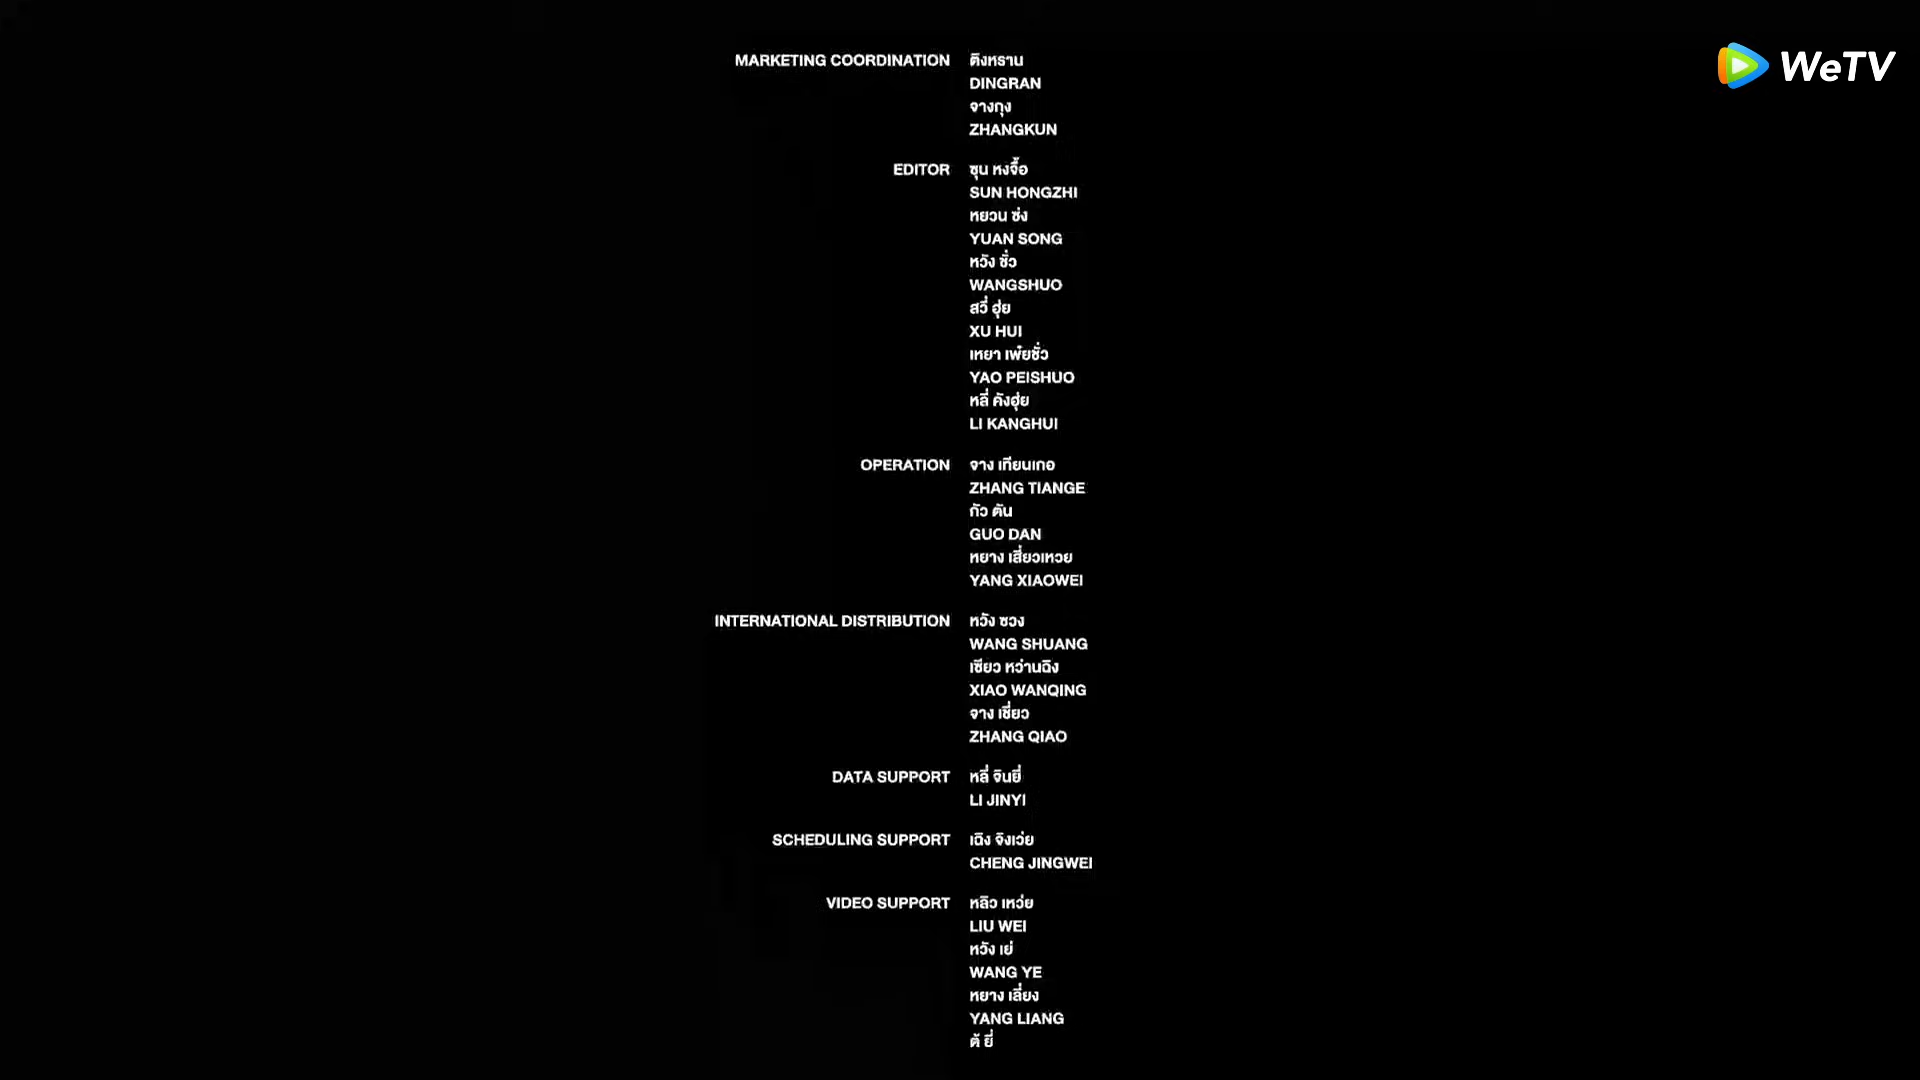 WeTV
MARKETING COORDINATION ติงหราน
DINGRAN
จางกุง
ZHANGKUN
EDITOR ซุน หงจื้อ
SUN HONGZHI
หยวน ซ่ง
YUAN SONG
หวัง ชั่ว
WANGSHUO
สวี่ ฮุ่ย
XU HUI
เหยา เพ่ยชั่ว
YAO PEISHUO
หลี่ คังฮุ่ย
LI KANGHUI
OPERATION จาง เทียนเกอ
ZHANG TIANGE
กัว ตัน
GUO DAN
หยาง เสี่ยวเหวย
YANG XIAOWEI
INTERNATIONAL DISTRIBUTION หวัง ซวง
WANG SHUANG
เซียว หว่านฉิง
XIAO WANQING
จาง เชี่ยว
ZHANG QIAO
DATA SUPPORT หลี่ จินยี่
LI JINYI
SCHEDULING SUPPORT เฉิง จิงเว่ย
CHENG JINGWEI
VIDEO SUPPORT หลิว เหว่ย
LIU WEI
หวัง เย่
WANG YE
หยาง เลี่ยง
YANG LIANG
ต้ ยี่